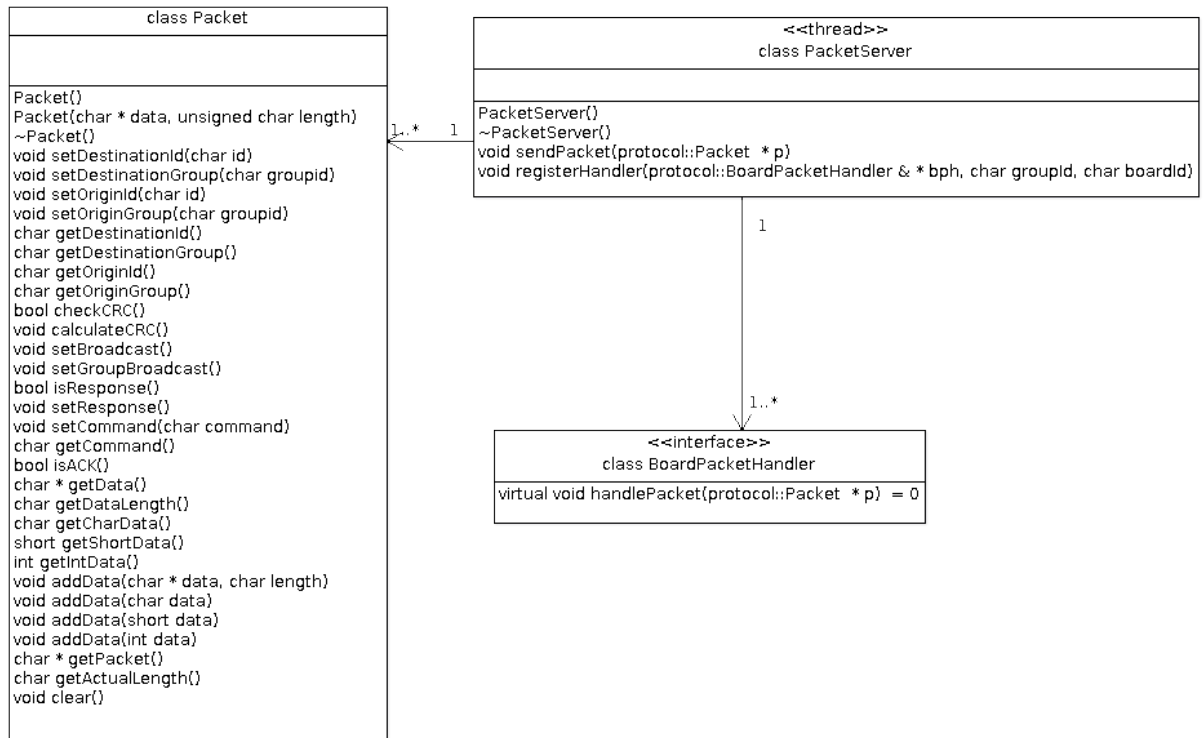 class Packet
Packet()
Packet(char * data, unsigned char length)
~Packet()
void setDestinationId(char id)
void setDestinationGroup(char groupid)
void setOriginId(char id)
void setOriginGroup(char groupid)
char getDestinationId()
char getDestinationGroup()
char getOriginId()
char getOriginGroup()
bool checkCRC()
void calculateCRC()
void setBroadcast()
void setGroupBroadcast()
bool isResponse()
void setResponse()
void setCommand(char command)
char getCommand()
bool isACK()
char * getData()
char getDataLength()
char getCharData()
short getShortData()
int getIntData()
void addData(char * data, char length)
void addData(char data)
void addData(short data)
void addData(int data)
char * getPacket()
char getActualLength()
void clear()
1..* 1
<<thread>>
class PacketServer
PacketServer()
~PacketServer()
void sendPacket(protocol::Packet * p)
void registerHandler(protocol::BoardPacketHandler & * bph, char groupId, char boardId)
1
1..*
<<interface>>
class BoardPacketHandler
virtual void handlePacket(protocol::Packet * p) = 0